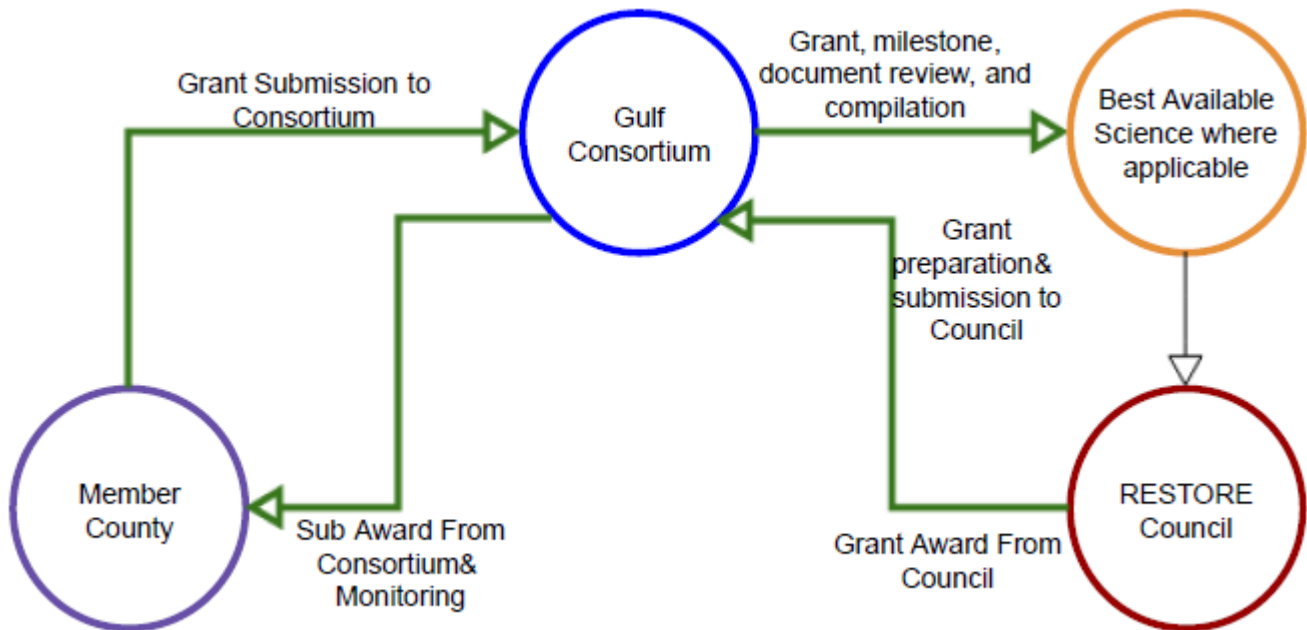 Grant Submission to
Consortium
Gulf
Consortium
Grant, milestone,
document review, and
compilation
Best Available
Science where
applicable
Grant
preparation&
submission to
Council
Member
County
Sub Award From
Consortium&
Monitoring
Grant Award From
Council
RESTORE
Council